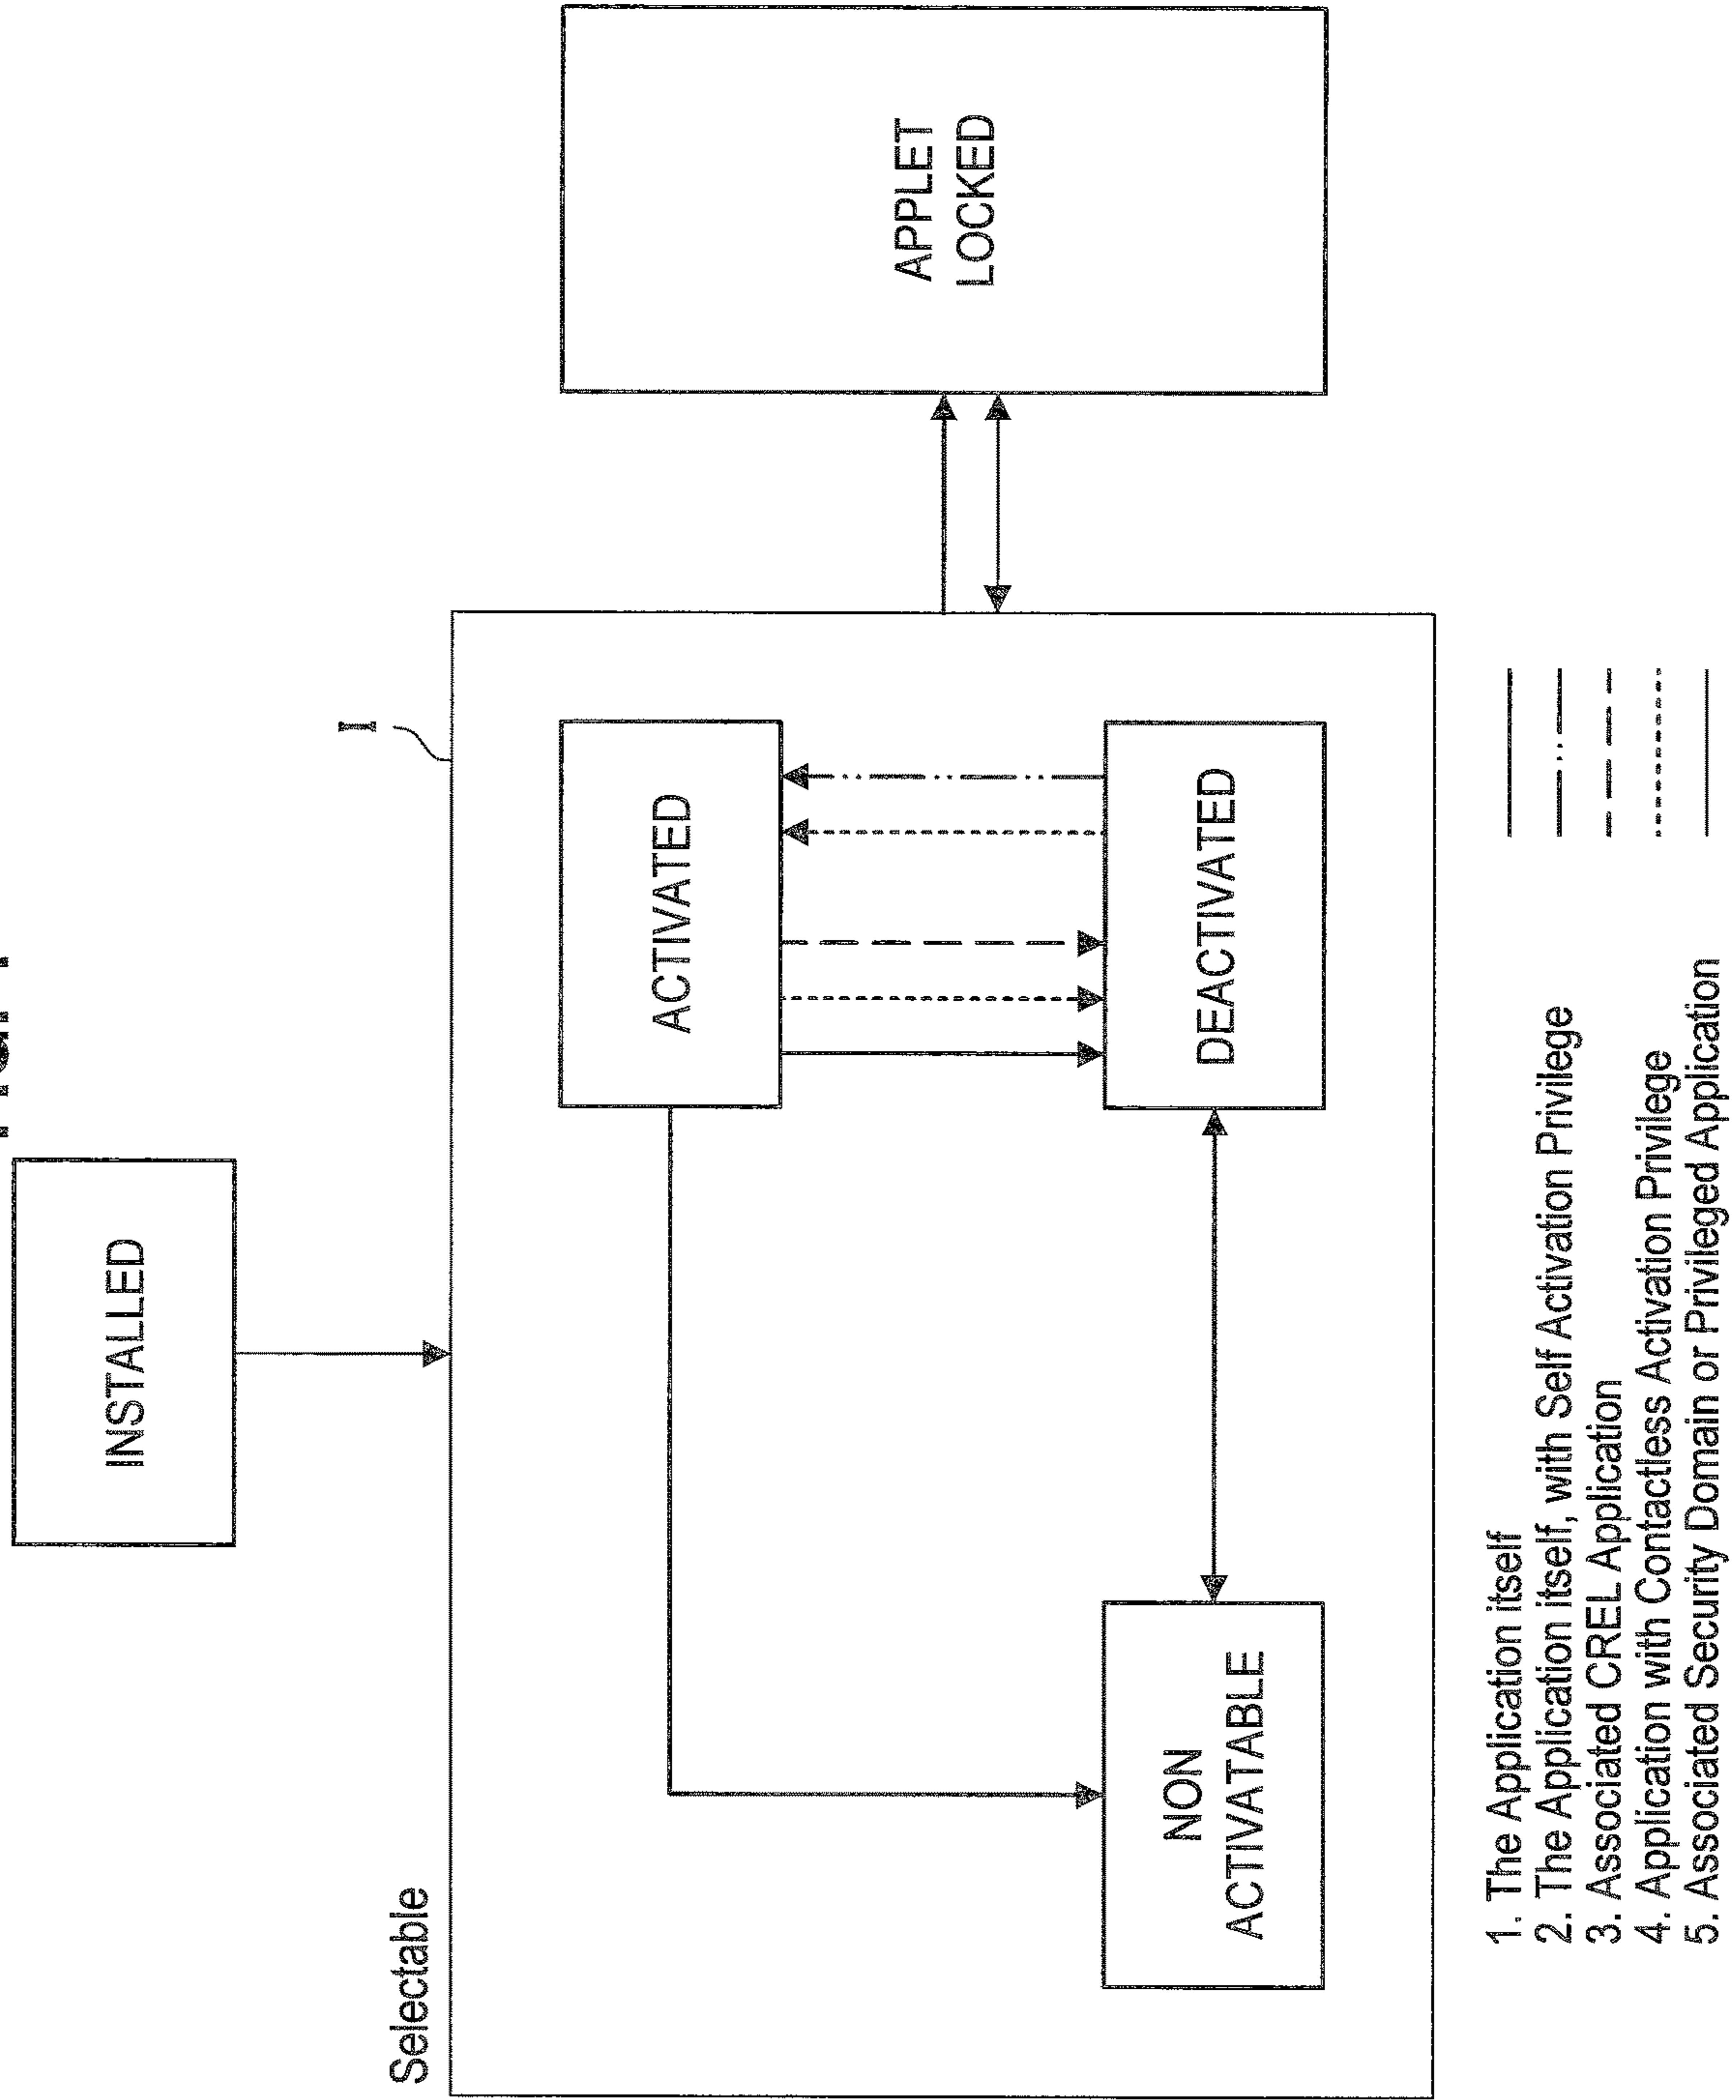 INSTALLED
Selectable
I
ACTIVATED
NON
ACTIVATABLE
DEACTIVATED
APPLET
LOCKED
1. The Application itself
2. The Application itself, with Self Activation Privilege
3. Associated CREL Application
4. Application with Contactless Activation Privilege
5. Associated Security Domain or Privileged Application